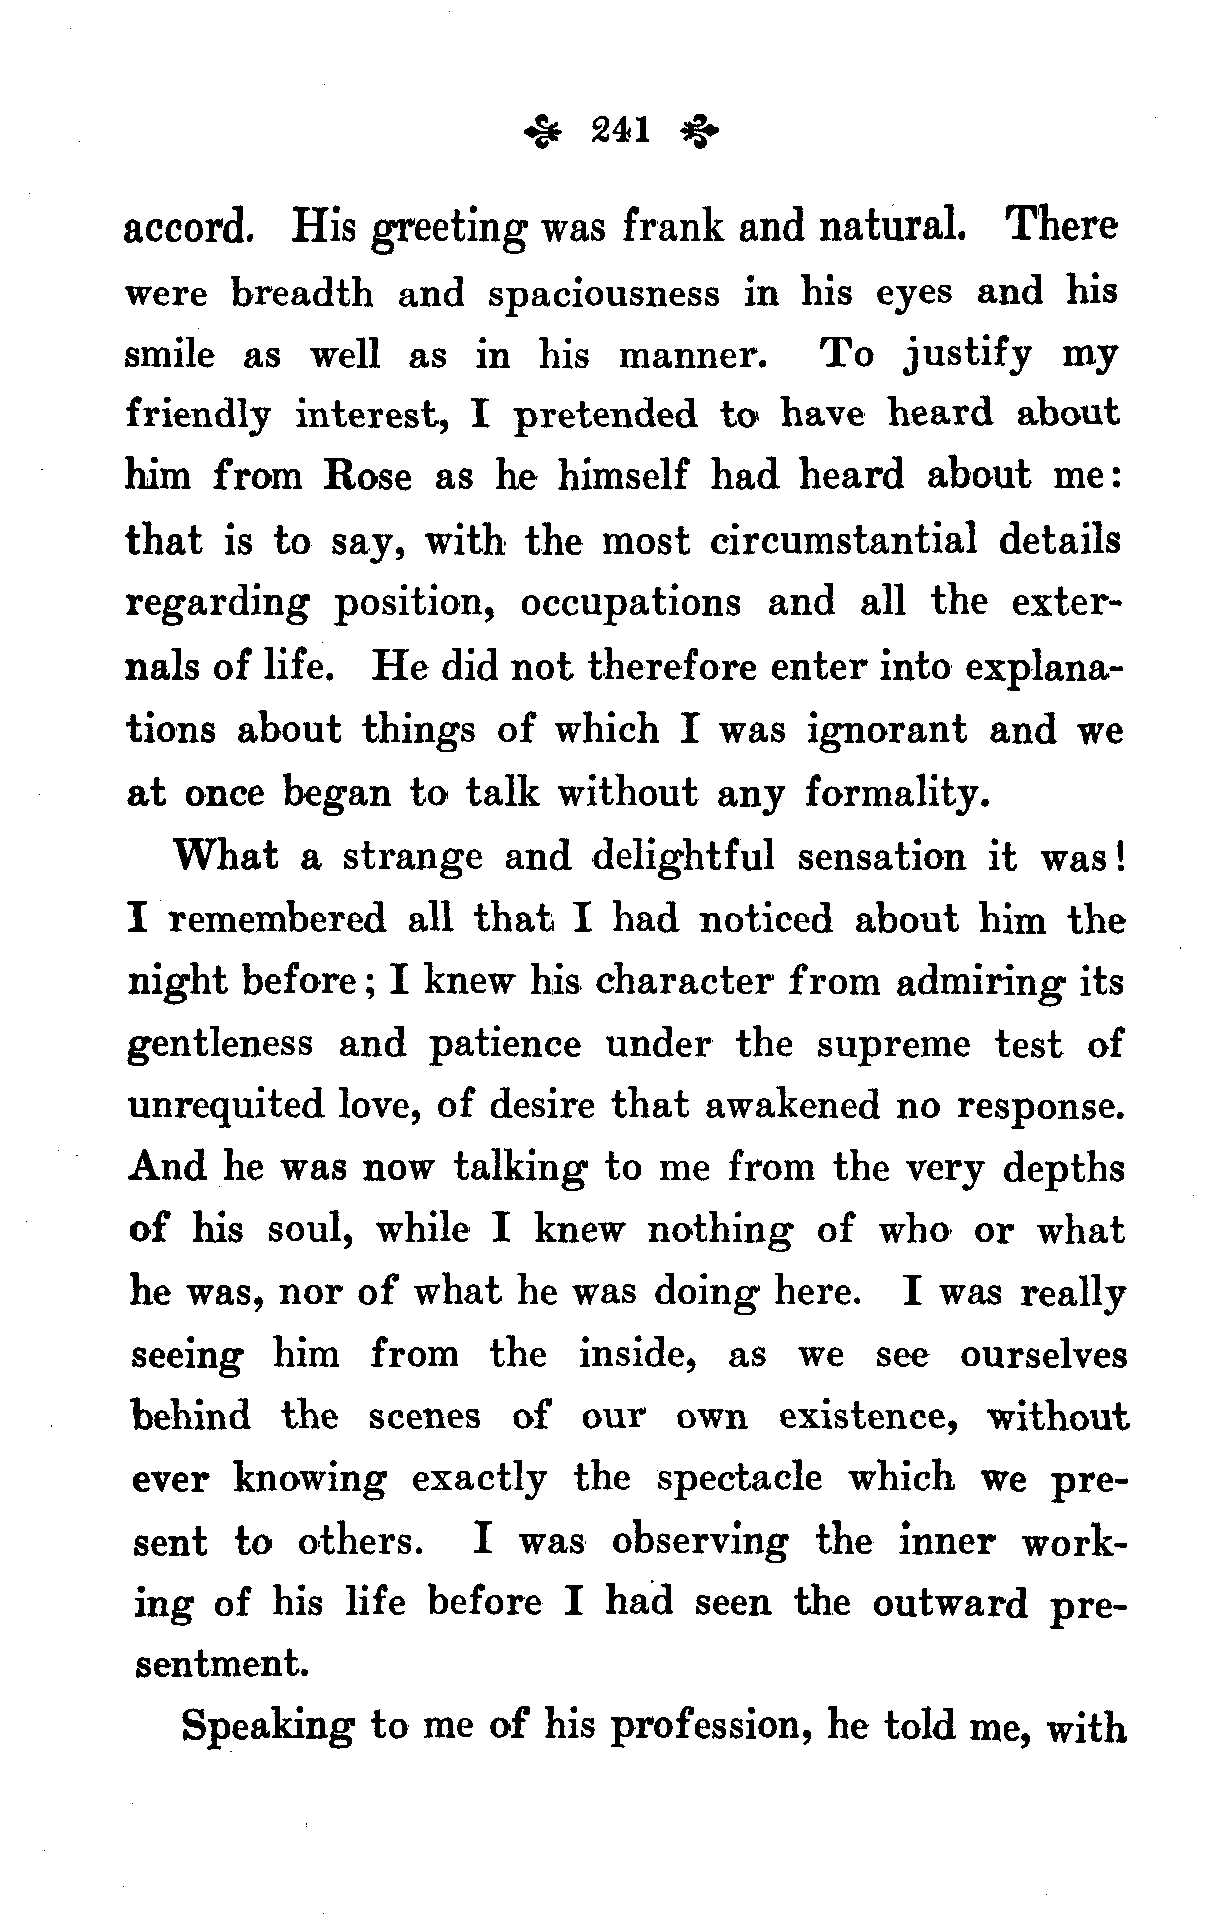 241
accord. His greeting was frank and natural. There
were breadth and spaciousness in his eyes and his
smile as well as in his manner. To justify my
friendly interest, I pretended to have heard about
him from Rose as he himself had heard about me:
that is to say, with the most circumstantial details
regarding position, occupations and all the exter-
nals of life. He did not therefore enter into explana-
tions about things of which I was ignorant and we
at once began to talk without any formality.
What a strange and delightful sensation it was!
I remembered all that I had noticed about him the
night before; I knew his character from admiring its
gentleness and patience under the supreme test of
unrequited love, of desire that awakened no response.
And he was now talking to me from the very depths
of his soul, while I knew nothing of who or what
he was, nor of what he was doing here. I was really
seeing him from the inside, as we see ourselves
behind the scenes of our own existence, without
ever knowing exactly the spectacle which we pre-
sent to others. I was observing the inner work-
ing of his life before I had seen the outward pre-
sentment.
Speaking to me of his profession, he told me, with